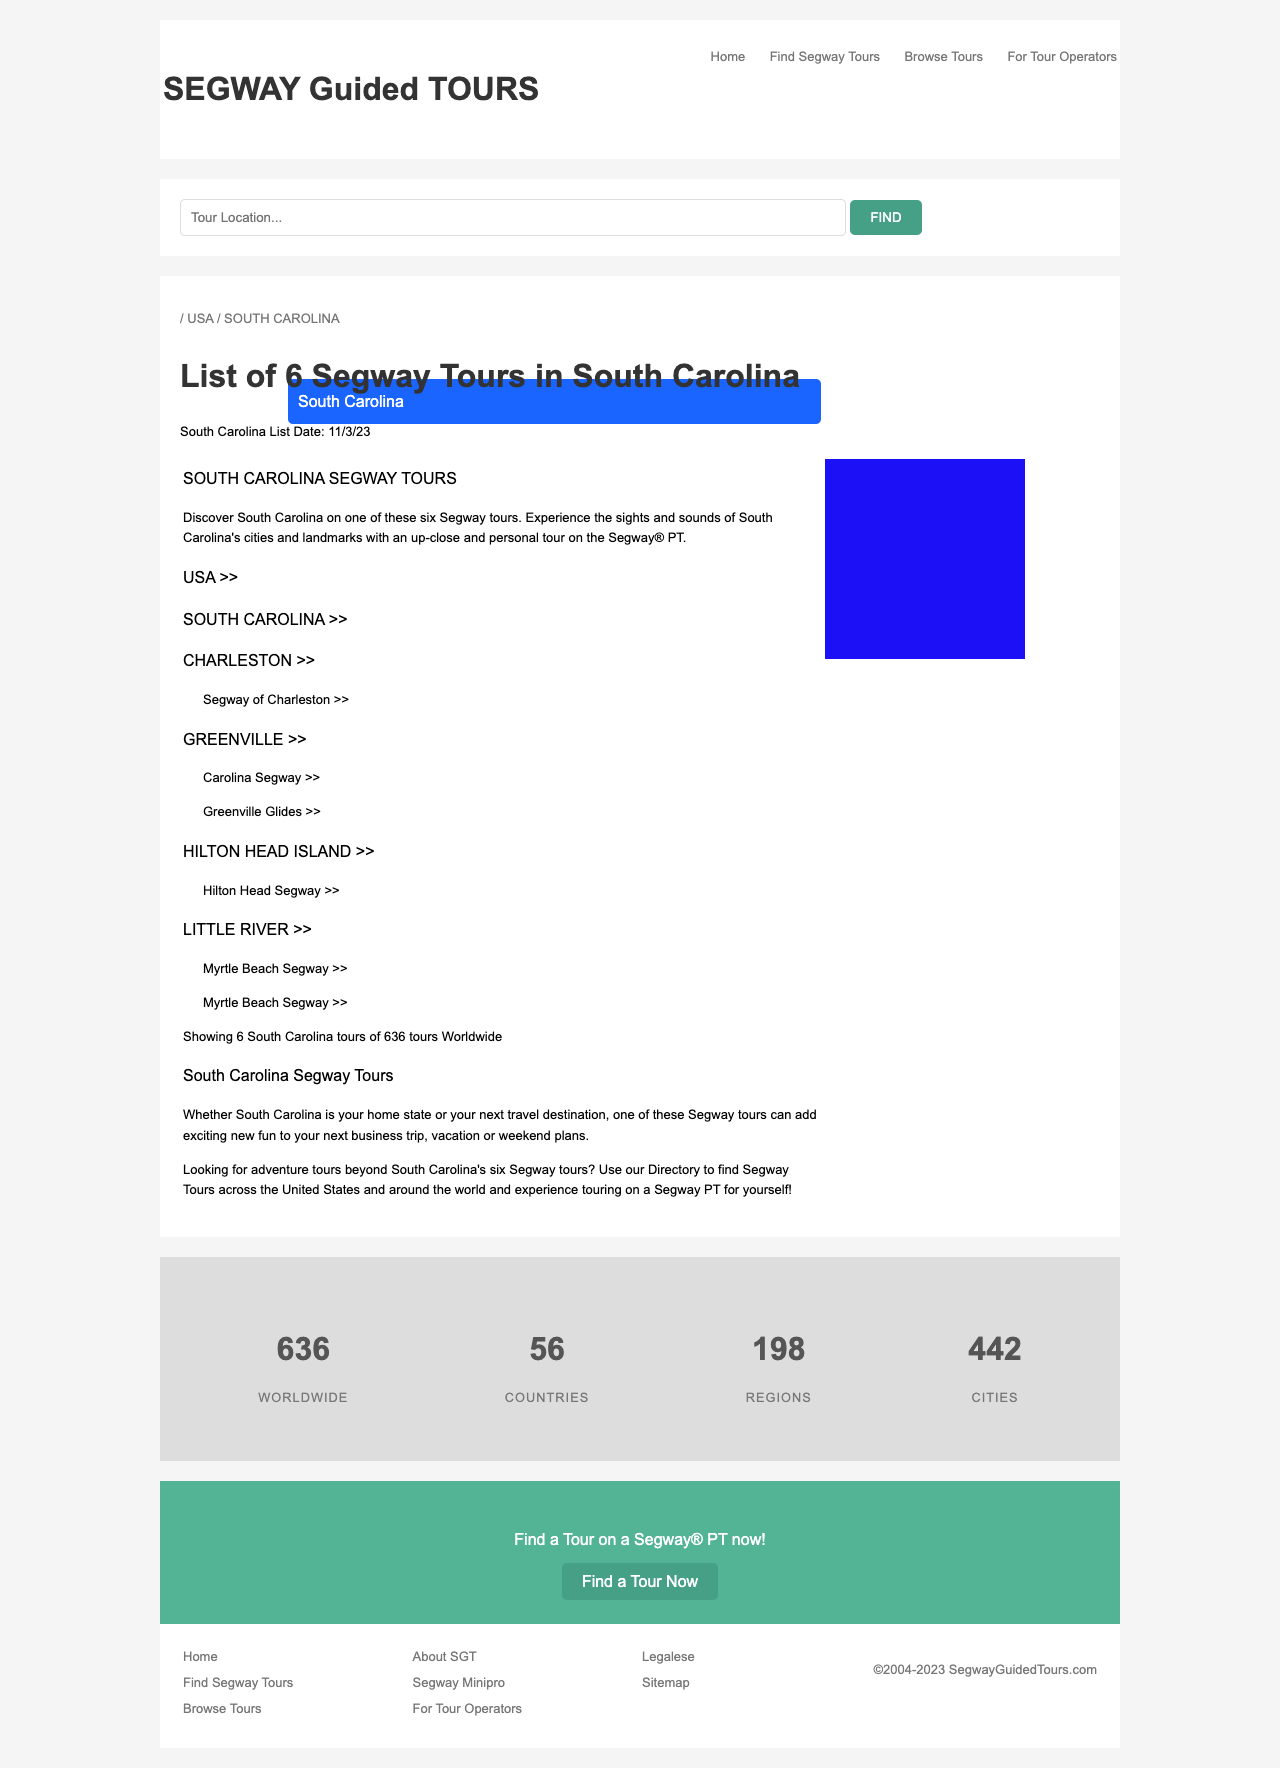 Home Find Segway Tours Browse Tours For Tour Operators
SEGWAY Guided TOURS
Tour Location... FIND
/ USA / SOUTH CAROLINA
List of 6 Segway Tours in South Carolina
South Carolina
South Carolina List Date: 11/3/23
SOUTH CAROLINA SEGWAY TOURS
Discover South Carolina on one of these six Segway tours. Experience the sights and sounds of South
Carolina's cities and landmarks with an up-close and personal tour on the Segway® PT.
USA >>
SOUTH CAROLINA >>
CHARLESTON >>
Segway of Charleston >>
GREENVILLE >>
Carolina Segway >>
Greenville Glides >>
HILTON HEAD ISLAND >>
Hilton Head Segway >>
LITTLE RIVER >>
Myrtle Beach Segway >>
Myrtle Beach Segway >>
Showing 6 South Carolina tours of 636 tours Worldwide
South Carolina Segway Tours
Whether South Carolina is your home state or your next travel destination, one of these Segway tours can add
exciting new fun to your next business trip, vacation or weekend plans.
Looking for adventure tours beyond South Carolina's six Segway tours? Use our Directory to find Segway
Tours across the United States and around the world and experience touring on a Segway PT for yourself!
636 56 198 442
WORLDWIDE COUNTRIES REGIONS CITIES
Find a Tour on a Segway® PT now!
Find a Tour Now
Home About SGT Legalese
©2004-2023 SegwayGuidedTours.com
Find Segway Tours Segway Minipro Sitemap
Browse Tours For Tour Operators